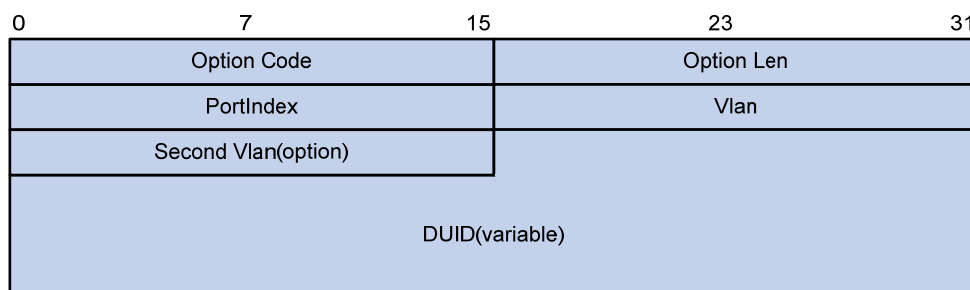 0 7 15 23 31
Option Code Option Len
PortIndex Vlan
Second Vlan(option)
DUID(variable)